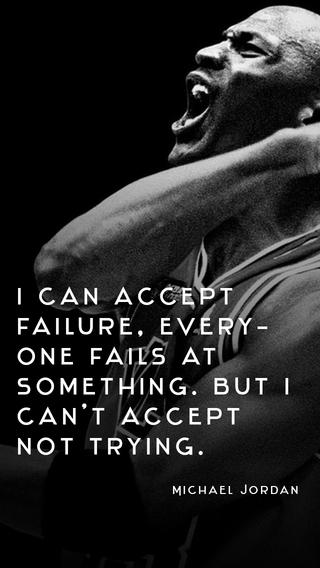 I CAN ACCEPT
FAILURE, EVERY-
ONE FAILS AT
SOMETHING. BUT I
CAN'T ACCEPT
NOT TRYING.
MICHAEL JORDAN